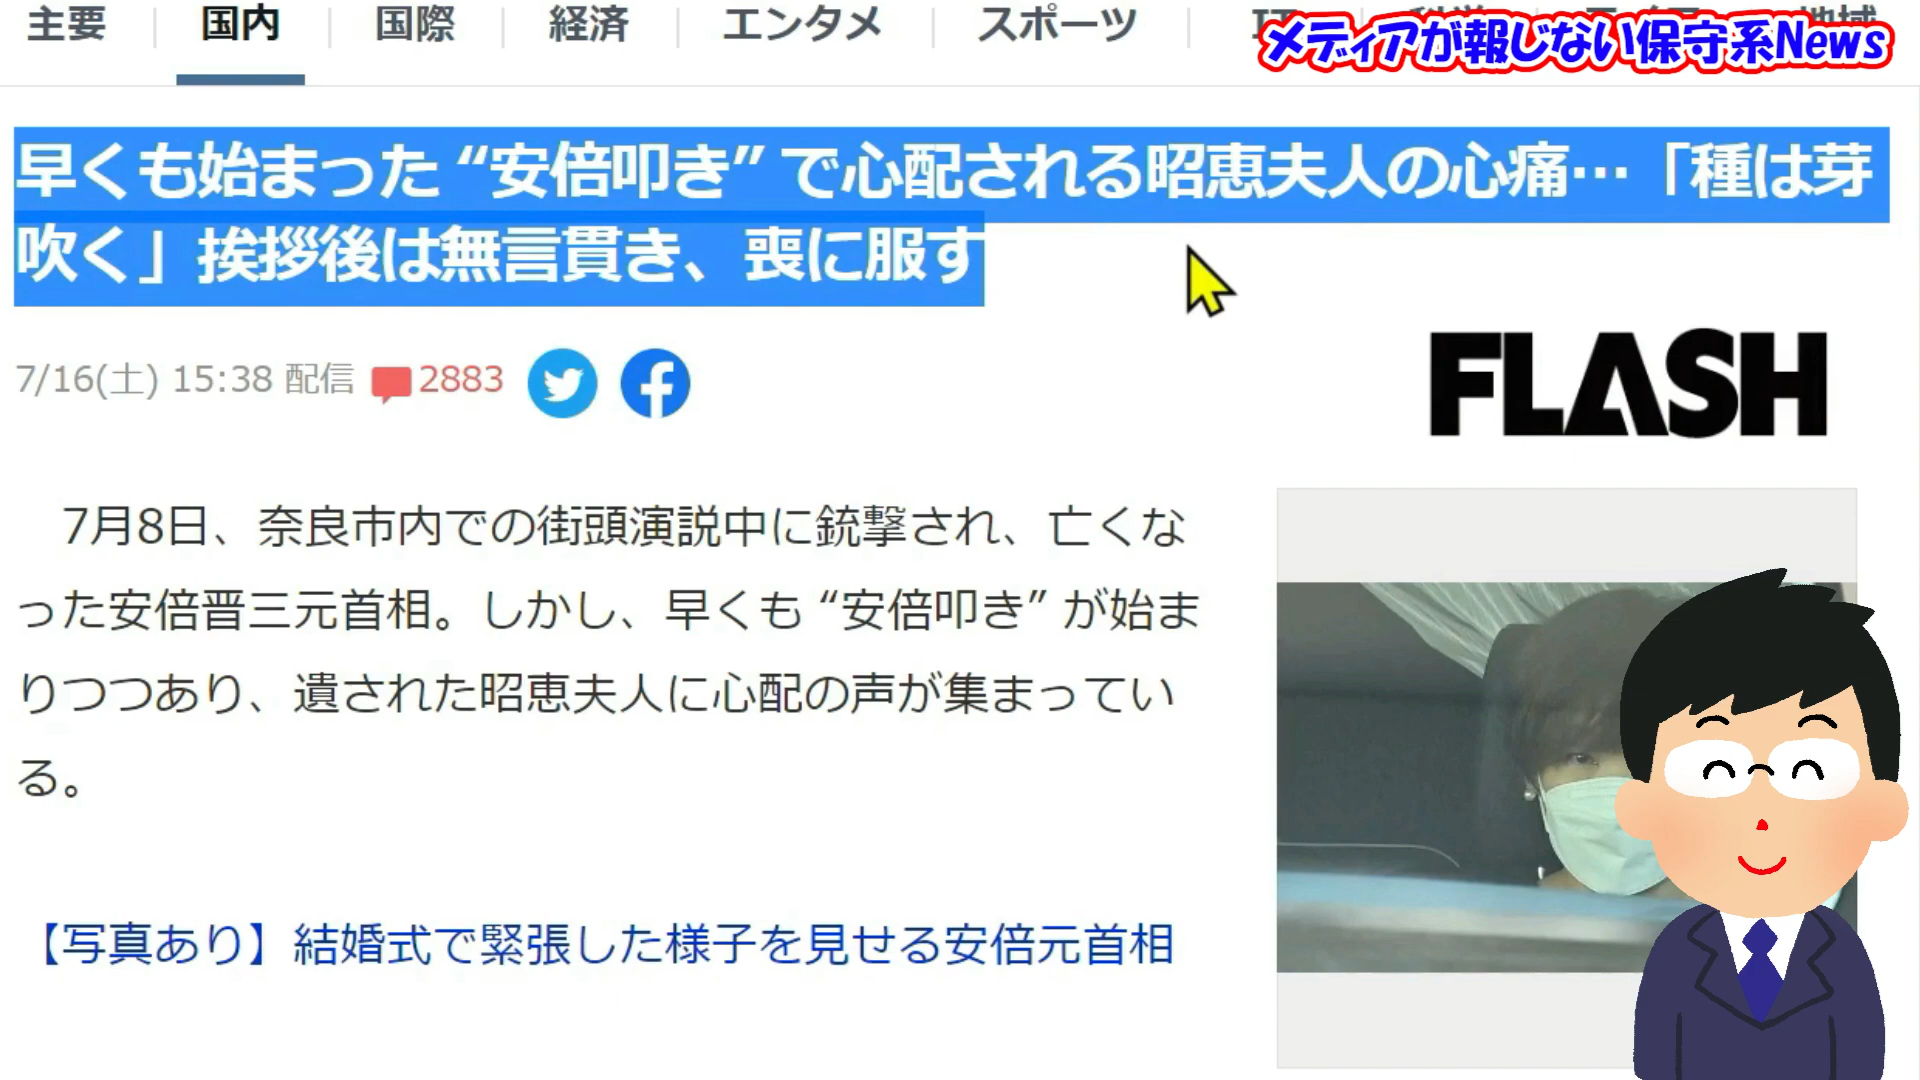 主要
国内
国際
経済
エンタメ
スポーツ
メディアが報じない保守系News
早くも始まった“安倍叩き”で心配される昭恵夫人の心痛…「種は芽
吹く」挨拶後は無言貫き、喪に服す
7/16(土) 15:38 配信 2883
FLASH
7月8日、奈良市内での街頭演説中に銃撃され、亡くな
った安倍晋三元首相。しかし、早くも“安倍叩き”が始ま
りつつあり、遺された昭恵夫人に心配の声が集まってい
る。
【写真あり】結婚式で緊張した様子を見せる安倍元首相